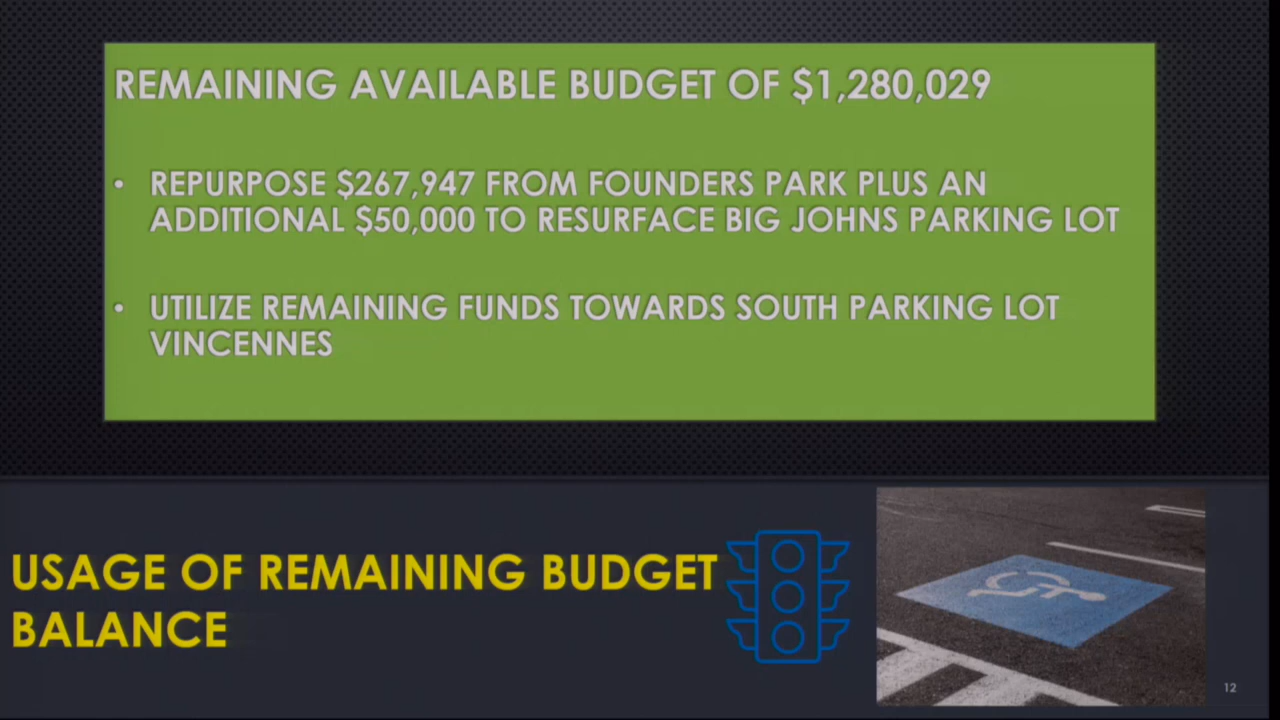 REMAINING AVAILABLE BUDGET OF $1,280,029
• REPURPOSE $267,947 FROM FOUNDERS PARK PLUS AN
ADDITIONAL $50,000 TO RESURFACE BIG JOHNS PARKING LOT
• UTILIZE REMAINING FUNDS TOWARDS SOUTH PARKING LOT
VINCENNES
USAGE OF REMAINING BUDGET
BALANCE
12